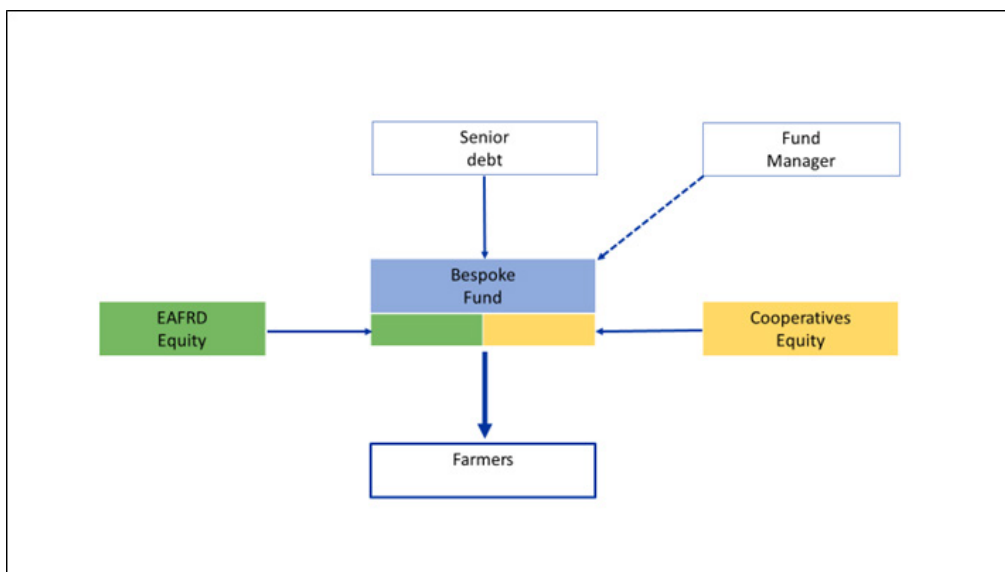 Senior
debt
Fund
Manager
Bespoke
Fund
EAFRD
Equity
Cooperatives
Equity
Farmers